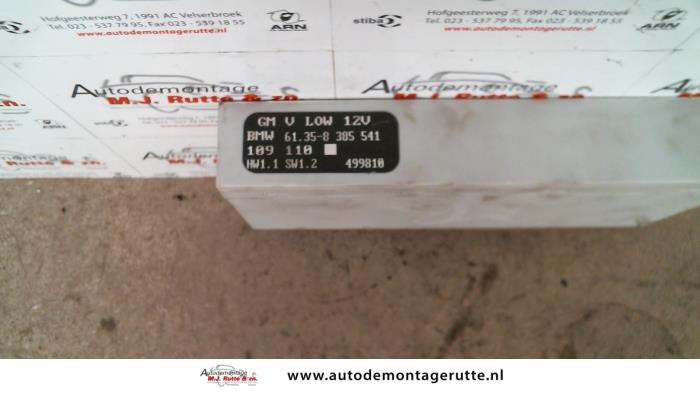 Hofgeesterweg 7, 1991 AC Velserbroek
Tel. 023 - 537 79 95, Fax 023 - 539 18 55
www.autodemontagerutte.nl
stiba
ARN
Hofgeesterweg 7, 1991 AC Velserbroek
Tel. 023 - 537 79 95, Fax 023 - 539 18 55
www.autodemontagerutte.nl
stiba
ARN
Autodemontage
M.J. Rutte & zn.
Autodemontage
M.J. Rutte & zn.
GM V LOW 12V
BMW 61.35-8 385 541
109 110
HW1.1 SW1.2 499810
Autodemontage
M.J. Rutte & zn.
www.autodemontagerutte.nl